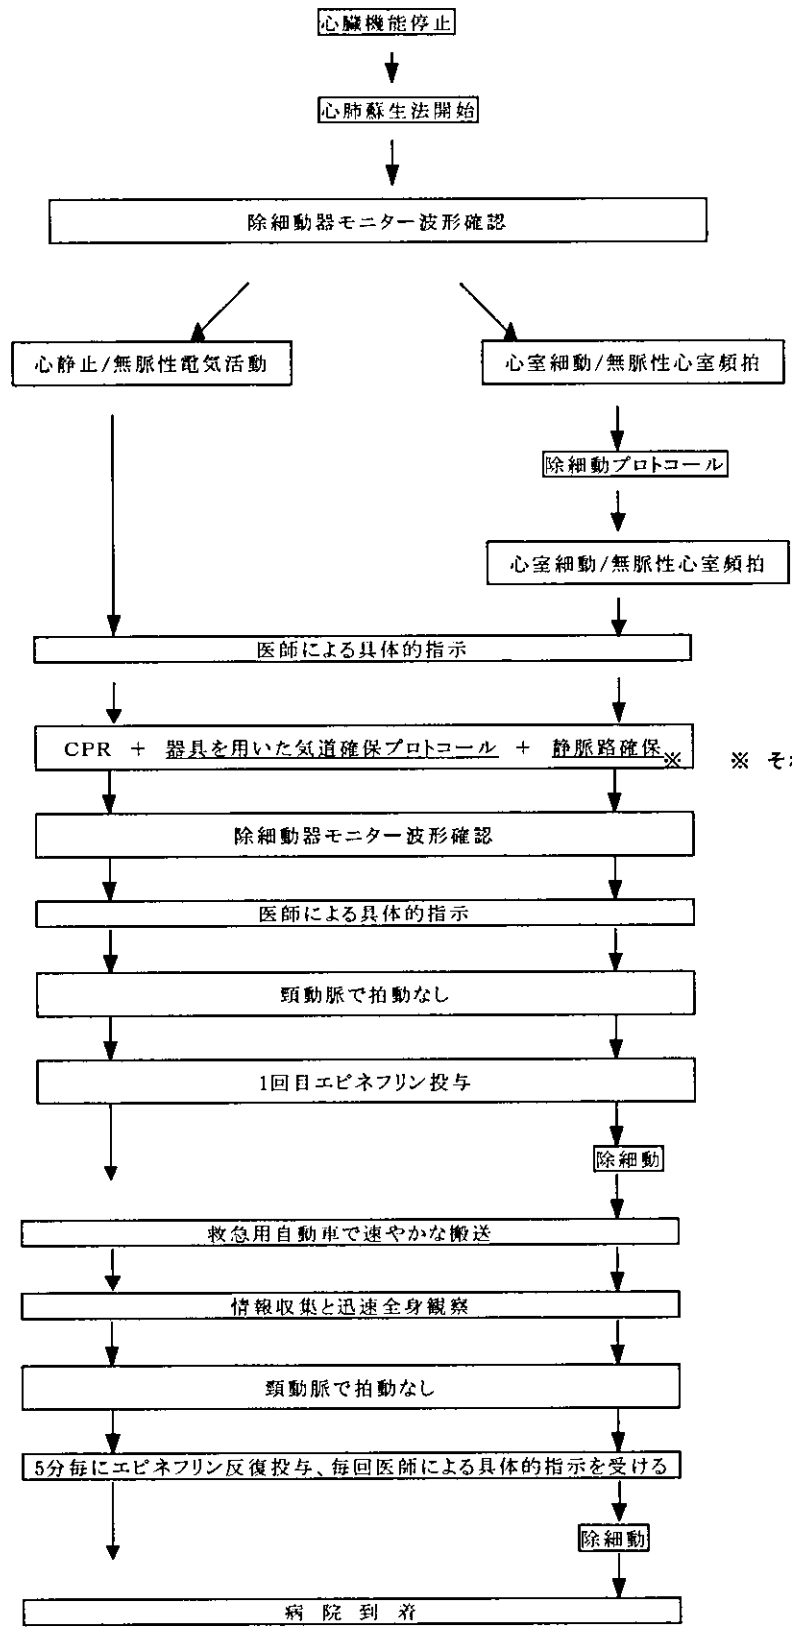 心臓機能停止
心肺蘇生法開始
除細動器モニター波形確認
心静止/無脈性電気活動
心室細動/無脈性心室頻拍
除細動プロトコール
心室細動/無脈性心室頻拍
医師による具体的指示
CPR + 器具を用いた気道確保プロトコール + 静脈路確保※
※ それ
除細動器モニター波形確認
医師による具体的指示
頸動脈で拍動なし
1回目エピネフリン投与
除細動
救急用自動車で速やかな搬送
情報収集と迅速全身観察
頸動脈で拍動なし
5分毎にエピネフリン反復投与、毎回医師による具体的指示を受ける
除細動
病院到着